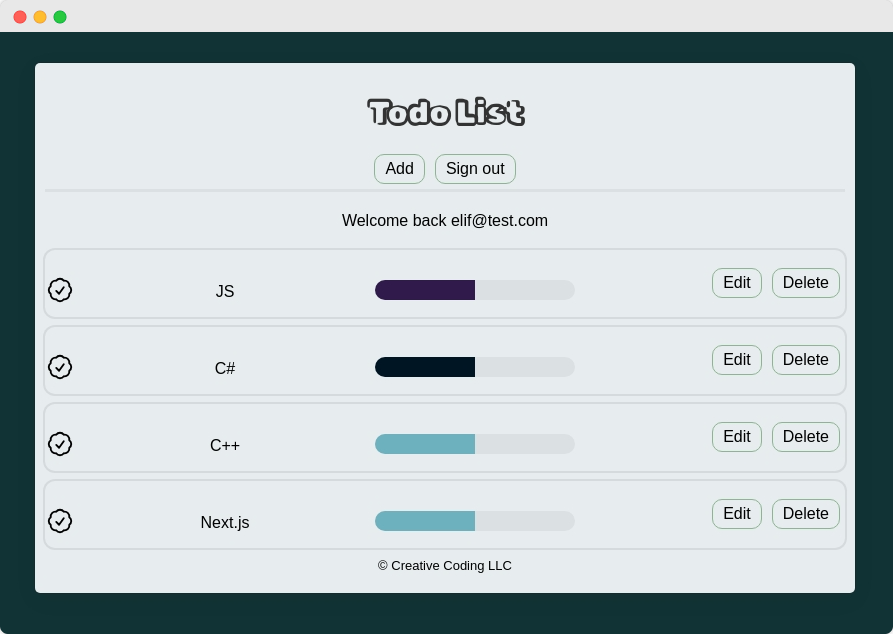 Todo List
Add Sign out
Welcome back elif@test.com
JS Edit Delete
C# Edit Delete
C++ Edit Delete
Next.js Edit Delete
© Creative Coding LLC